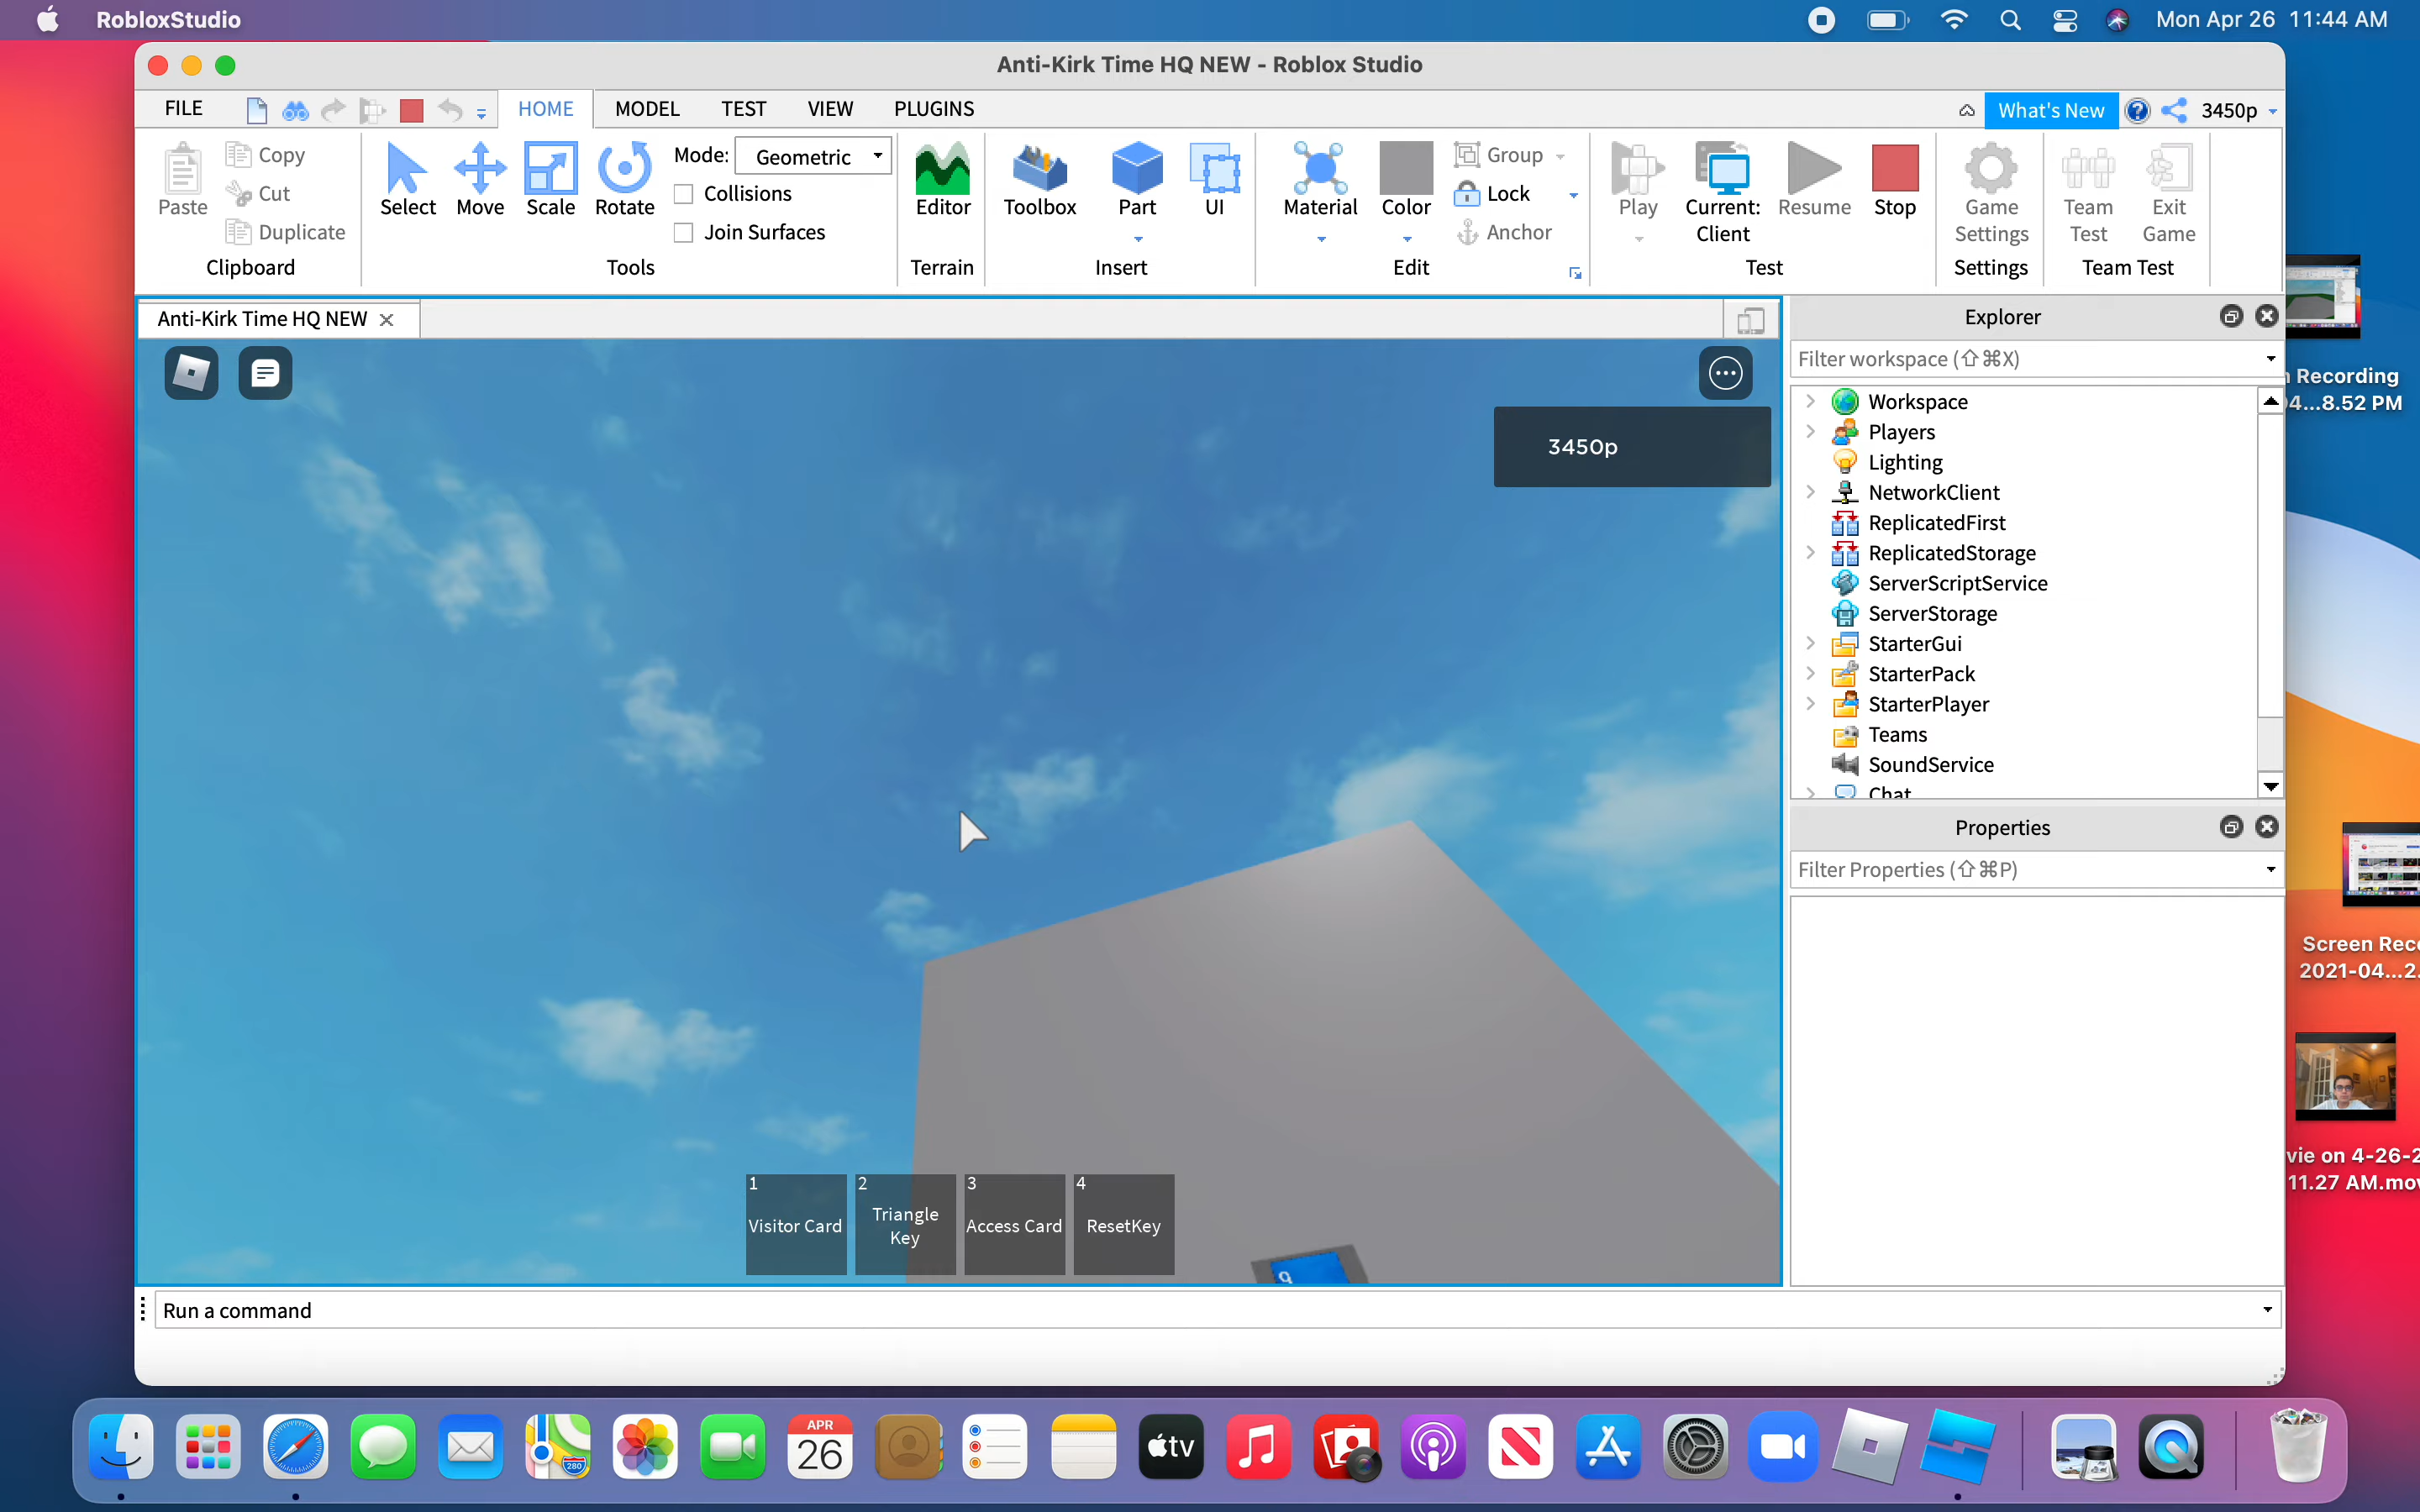 RobloxStudio
Mon Apr 26 11:44 AM
Anti-Kirk Time HQ NEW - Roblox Studio
FILE
HOME
MODEL
TEST
VIEW
PLUGINS
What's New
3450p
Paste
Copy
Cut
Duplicate
Clipboard
Select
Move
Scale
Rotate
Mode: Geometric
Collisions
Join Surfaces
Tools
Editor
Terrain
Toolbox
Part
UI
Insert
Material
Color
Group
Lock
Anchor
Edit
Play
Current:
Client
Resume
Stop
Test
Game
Settings
Settings
Team
Test
Exit
Game
Team Test
Anti-Kirk Time HQ NEW
3450p
1
Visitor Card
2
Triangle
Key
3
Access Card
4
ResetKey
9
Explorer
Filter workspace (⇧⌘X)
Workspace
Players
Lighting
NetworkClient
ReplicatedFirst
ReplicatedStorage
ServerScriptService
ServerStorage
StarterGui
StarterPack
StarterPlayer
Teams
SoundService
Chat
Properties
Filter Properties (⇧⌘P)
Run a command
Recording
4...8.52 PM
Screen Rec
2021-04...2.
vie on 4-26-2
11.27 AM.mov
280
tv
APR
26